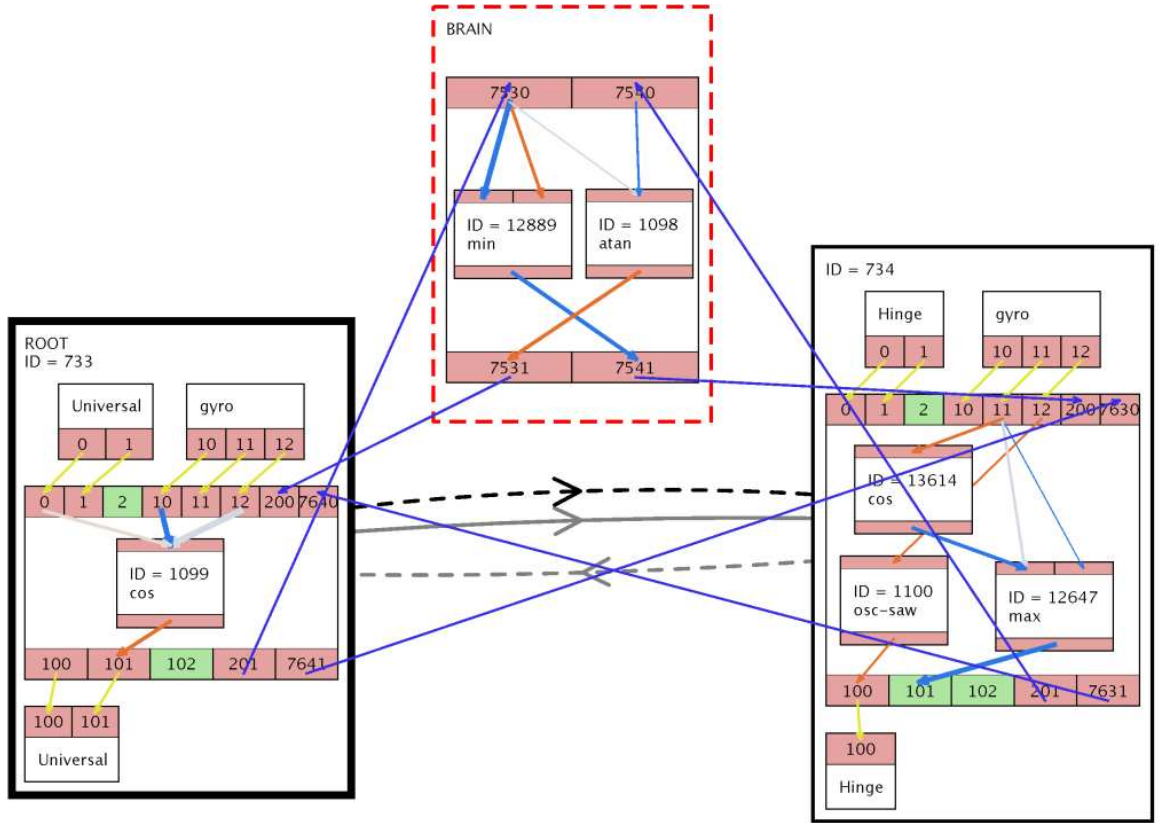 BRAIN
7530 7540
ID = 12889
min
ID = 1098
atan
7531 7541
ROOT
ID = 733
Universal
0 1
gyro
10 11 12
0 1 2 10 11 12 200 7640
ID = 1099
cos
100 101 102 201 7641
100 101
Universal
ID = 734
Hinge
0 1
gyro
10 11 12
0 1 2 10 11 12 200 7630
ID = 13614
cos
ID = 1100
osc-saw
ID = 12647
max
100 101 102 201 7631
100
Hinge